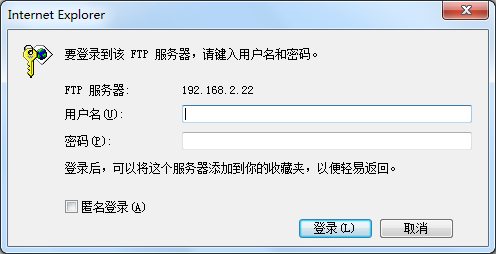 Internet Explorer
要登录到该 FTP 服务器，请键入用户名和密码。
FTP 服务器: 192.168.2.22
用户名(U):
密码(P):
登录后，可以将这个服务器添加到你的收藏夹，以便轻易返回。
匿名登录(A)
登录(L) 取消